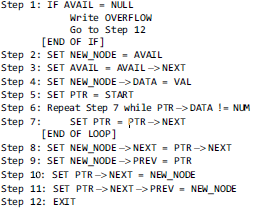 Step 1: IF AVAIL = NULL
Write OVERFLOW
Go to Step 12
[END OF IF]
Step 2: SET NEW_NODE = AVAIL
Step 3: SET AVAIL = AVAIL->NEXT
Step 4: SET NEW_NODE->DATA = VAL
Step 5: SET PTR = START
Step 6: Repeat Step 7 while PTR->DATA != NUM
Step 7: SET PTR = PTR->NEXT
[END OF LOOP]
Step 8: SET NEW_NODE->NEXT = PTR->NEXT
Step 9: SET NEW_NODE->PREV = PTR
Step 10: SET PTR->NEXT = NEW_NODE
Step 11: SET PTR->NEXT->PREV = NEW_NODE
Step 12: EXIT